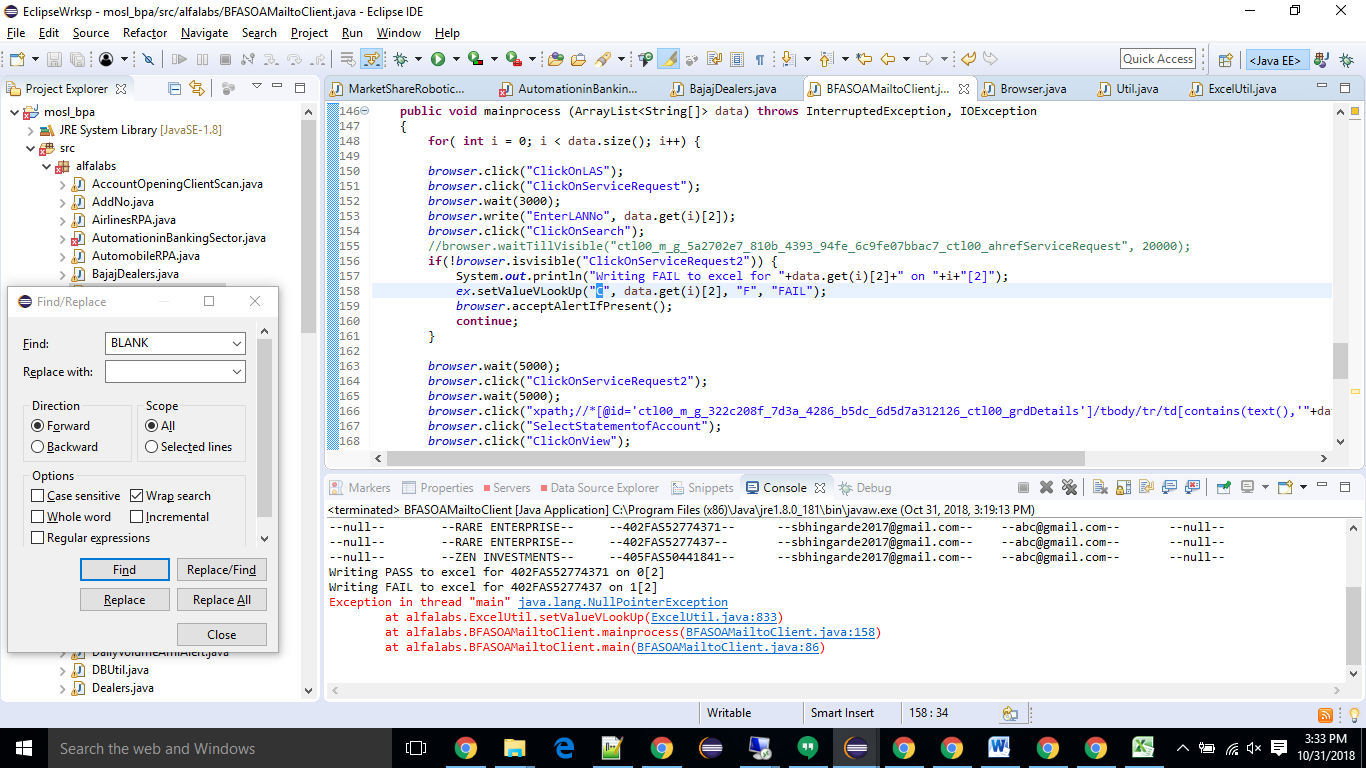 EclipseWrksp - mosl_bpa/src/alfalabs/BFASOAMailtoClient.java - Eclipse IDE
File Edit Source Refactor Navigate Search Project Run Window Help
Quick Access
<Java EE>
Project Explorer
mosl_bpa
JRE System Library [JavaSE-1.8]
src
alfalabs
AccountOpeningClientScan.java
AddNo.java
AirlinesRPA.java
AutomationinBankingSector.java
AutomobileRPA.java
BajajDealers.java
Find/Replace
Find: BLANK
Replace with:
Direction Scope
Forward All
Backward Selected lines
Options
Case sensitive Wrap search
Whole word Incremental
Regular expressions
Find Replace/Find
Replace Replace All
Close
DailyVolumeAmiAlert.java
DBUtil.java
Dealers.java
MarketShareRobotic... AutomationinBankin... BajajDealers.java BFASOAMailtoClient.j... Browser.java Util.java ExcelUtil.java
146 public void mainprocess (ArrayList<String[]> data) throws InterruptedException, IOException
147 {
148 for( int i = 0; i < data.size(); i++) {
149
150 browser.click("ClickOnLAS");
151 browser.click("ClickOnServiceRequest");
152 browser.wait(3000);
153 browser.write("EnterLANNo", data.get(i)[2]);
154 browser.click("ClickOnSearch");
155 //browser.waitTillVisible("ctl00_m_g_5a2702e7_810b_4393_94fe_6c9fe07bbac7_ctl00_ahrefServiceRequest", 20000);
156 if(!browser.isvisible("ClickOnServiceRequest2")) {
157 System.out.println("Writing FAIL to excel for "+data.get(i)[2]+" on "+i+"[2]");
158 ex.setValueVLookUp("C", data.get(i)[2], "F", "FAIL");
159 browser.acceptAlertIfPresent();
160 continue;
161 }
162
163 browser.wait(5000);
164 browser.click("ClickOnServiceRequest2");
165 browser.wait(5000);
166 browser.click("xpath;//*[@id='ctl00_m_g_322c208f_7d3a_4286_b5dc_6d5d7a312126_ctl00_grdDetails']/tbody/tr/td[contains(text(),'"+da
167 browser.click("SelectStatementofAccount");
168 browser.click("ClickOnView");
Markers Properties Servers Data Source Explorer Snippets Console Debug
<terminated> BFASOAMailtoClient [Java Application] C:\Program Files (x86)\Java\jre1.8.0_181\bin\javaw.exe (Oct 31, 2018, 3:19:13 PM)
--null-- --RARE ENTERPRISE-- --402FAS52774371-- --sbhingarde2017@gmail.com-- --abc@gmail.com-- --null--
--null-- --RARE ENTERPRISE-- --402FAS5277437-- --sbhingarde2017@gmail.com-- --abc@gmail.com-- --null--
--null-- --ZEN INVESTMENTS-- --405FAS50441841-- --sbhingarde2017@gmail.com-- --abc@gmail.com-- --null--
Writing PASS to excel for 402FAS52774371 on 0[2]
Writing FAIL to excel for 402FAS5277437 on 1[2]
Exception in thread "main" java.lang.NullPointerException
at alfalabs.ExcelUtil.setValueVLookUp(ExcelUtil.java:833)
at alfalabs.BFASOAMailtoClient.mainprocess(BFASOAMailtoClient.java:158)
at alfalabs.BFASOAMailtoClient.main(BFASOAMailtoClient.java:86)
Writable Smart Insert 158 : 34
Search the web and Windows
3:33 PM
10/31/2018